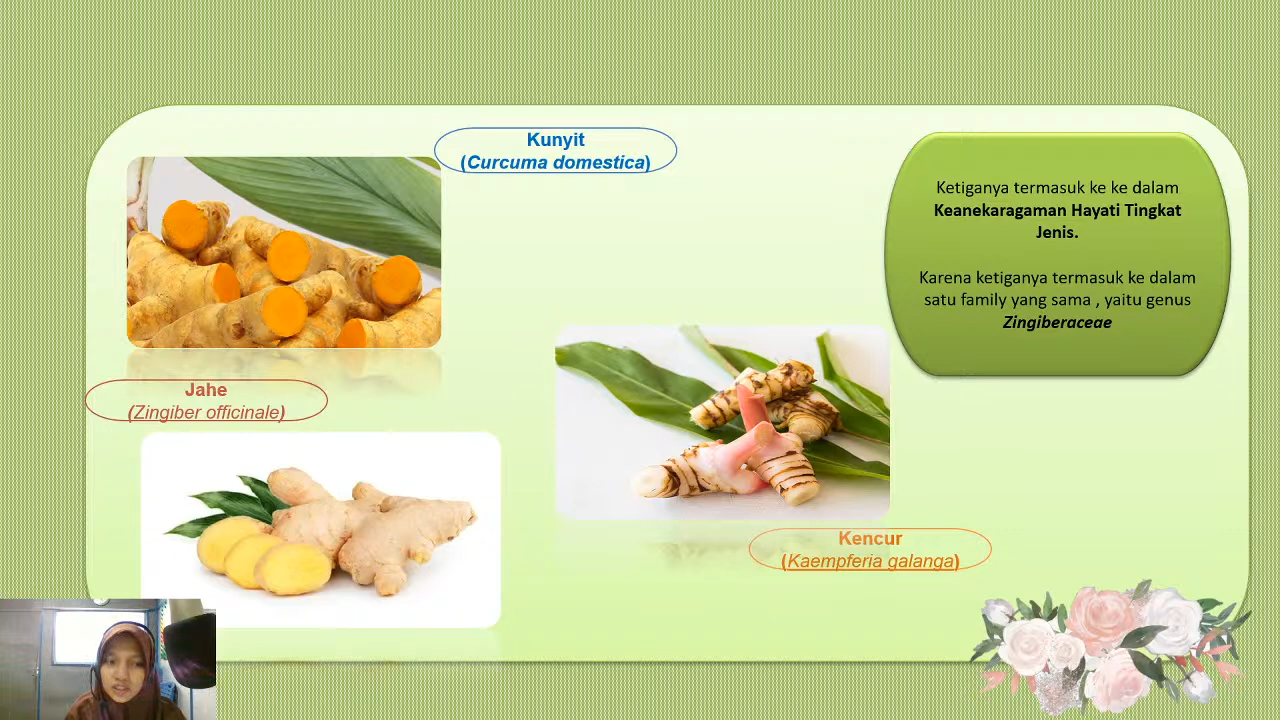 Kunyit
(Curcuma domestica)
Ketiganya termasuk ke ke dalam
Keanekaragaman Hayati Tingkat
Jenis.
Karena ketiganya termasuk ke dalam
satu family yang sama , yaitu genus
Zingiberaceae
Jahe
(Zingiber officinale)
Kencur
(Kaempferia galanga)